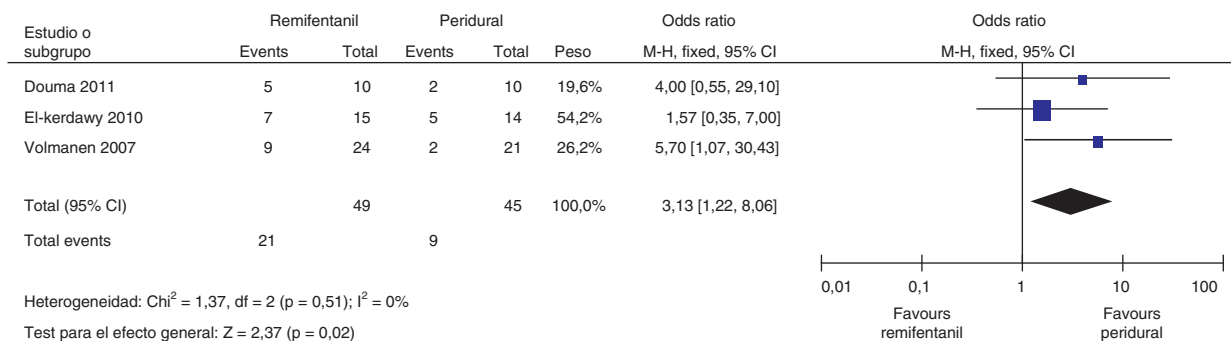 Remifentanil Peridural Odds ratio Odds ratio
Estudio o
subgrupo Events Total Events Total Peso M-H, fixed, 95% CI M-H, fixed, 95% CI
Douma 2011 5 10 2 10 19,6% 4,00 [0,55, 29,10]
El-kerdawy 2010 7 15 5 14 54,2% 1,57 [0,35, 7,00]
Volmanen 2007 9 24 2 21 26,2% 5,70 [1,07, 30,43]
Total (95% CI) 49 45 100,0% 3,13 [1,22, 8,06]
Total events 21 9
0,01 0,1 1 10 100
Heterogeneidad: Chi² = 1,37, df = 2 (p = 0,51); I² = 0%
Favours remifentanil Favours peridural
Test para el efecto general: Z = 2,37 (p = 0,02)